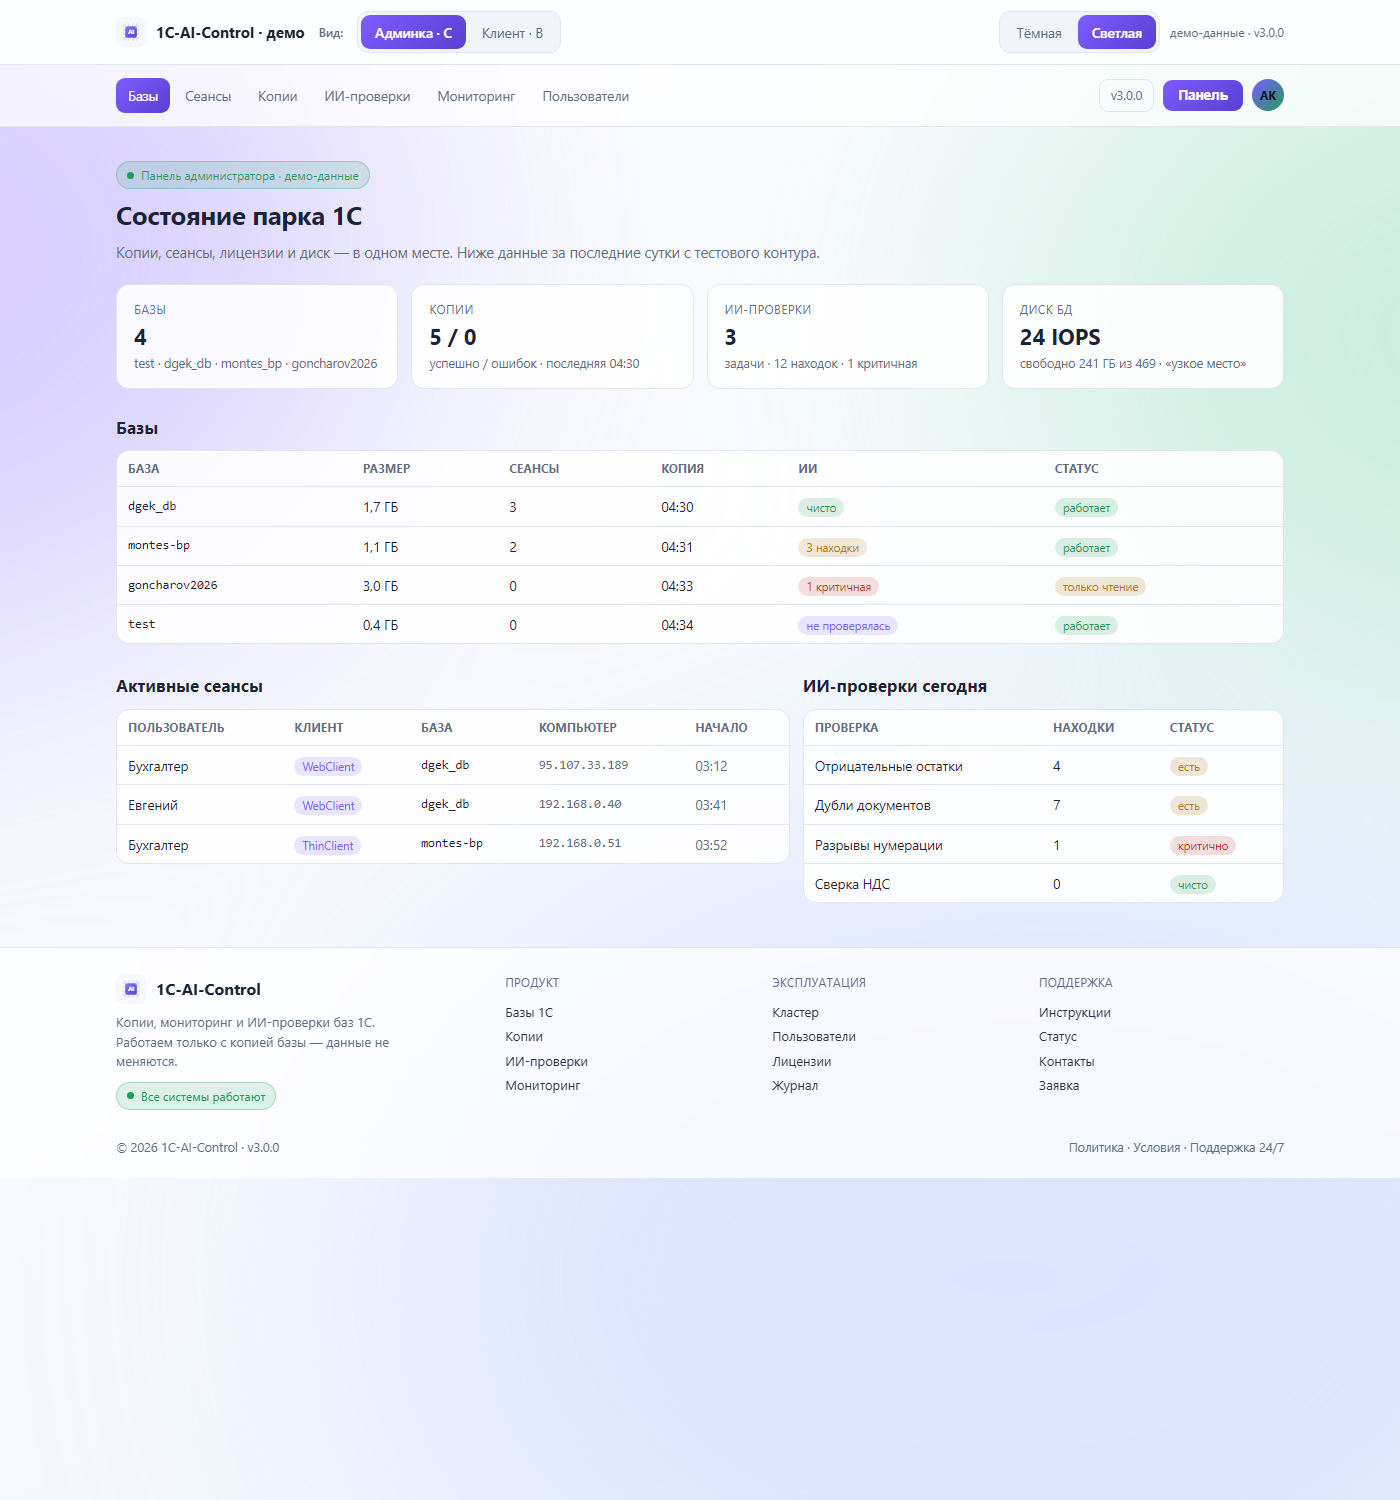 1C-AI-Control · демо Вид: Админка · C Клиент · B Тёмная Светлая демо-данные · v3.0.0
Базы Сеансы Копии ИИ-проверки Мониторинг Пользователи v3.0.0 Панель АК
Панель администратора · демо-данные
Состояние парка 1С
Копии, сеансы, лицензии и диск — в одном месте. Ниже данные за последние сутки с тестового контура.
БАЗЫ
4
test · dgek_db · montes_bp · goncharov2026
КОПИИ
5 / 0
успешно / ошибок · последняя 04:30
ИИ-ПРОВЕРКИ
3
задачи · 12 находок · 1 критичная
ДИСК БД
24 IOPS
свободно 241 ГБ из 469 · «узкое место»
Базы
БАЗА РАЗМЕР СЕАНСЫ КОПИЯ ИИ СТАТУС
dgek_db 1,7 ГБ 3 04:30 чисто работает
montes-bp 1,1 ГБ 2 04:31 3 находки работает
goncharov2026 3,0 ГБ 0 04:33 1 критичная только чтение
test 0,4 ГБ 0 04:34 не проверялась работает
Активные сеансы
ПОЛЬЗОВАТЕЛЬ КЛИЕНТ БАЗА КОМПЬЮТЕР НАЧАЛО
Бухгалтер WebClient dgek_db 95.107.33.189 03:12
Евгений WebClient dgek_db 192.168.0.40 03:41
Бухгалтер ThinClient montes-bp 192.168.0.51 03:52
ИИ-проверки сегодня
ПРОВЕРКА НАХОДКИ СТАТУС
Отрицательные остатки 4 есть
Дубли документов 7 есть
Разрывы нумерации 1 критично
Сверка НДС 0 чисто
1C-AI-Control
Копии, мониторинг и ИИ-проверки баз 1С.
Работаем только с копией базы — данные не
меняются.
Все системы работают
ПРОДУКТ
Базы 1С
Копии
ИИ-проверки
Мониторинг
ЭКСПЛУАТАЦИЯ
Кластер
Пользователи
Лицензии
Журнал
ПОДДЕРЖКА
Инструкции
Статус
Контакты
Заявка
© 2026 1C-AI-Control · v3.0.0
Политика · Условия · Поддержка 24/7